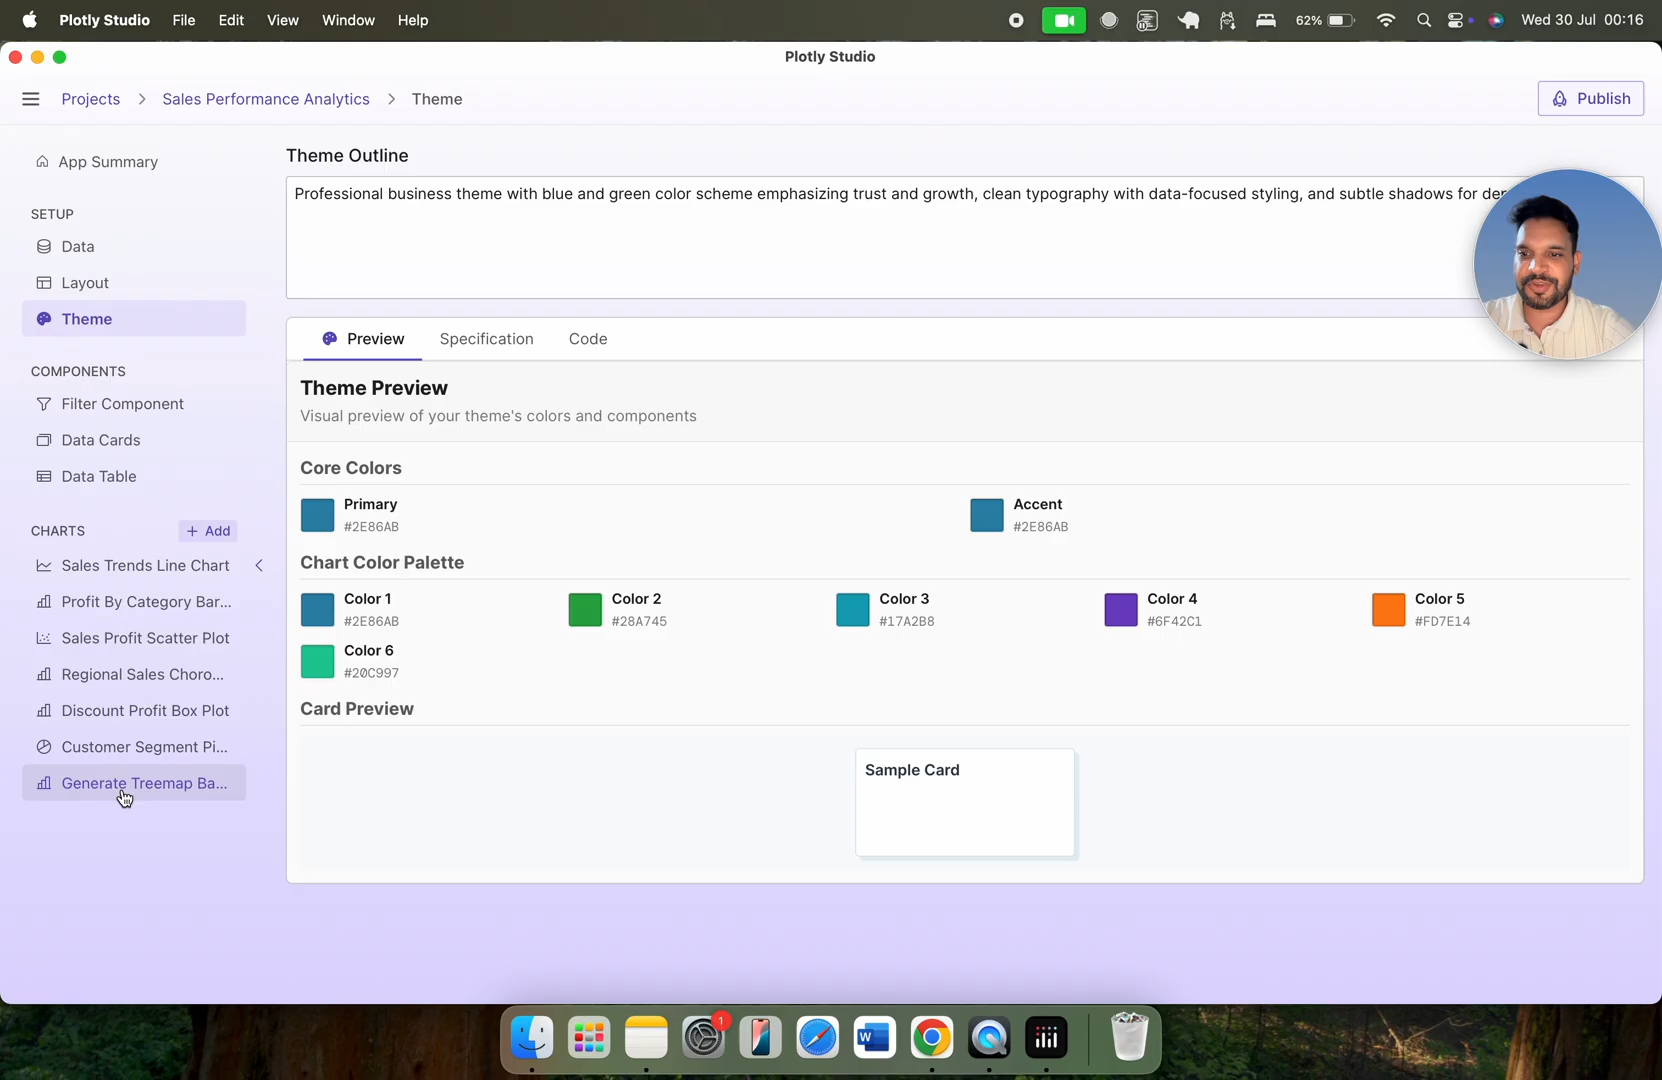 Plotly Studio File Edit View Window Help 62% Wed 30 Jul 00:16
Plotly Studio
Projects > Sales Performance Analytics > Theme
Publish
App Summary
SETUP
Data
Layout
Theme
COMPONENTS
Filter Component
Data Cards
Data Table
CHARTS + Add
Sales Trends Line Chart
Profit By Category Bar...
Sales Profit Scatter Plot
Regional Sales Choro...
Discount Profit Box Plot
Customer Segment Pi...
Generate Treemap Ba...
Theme Outline
Professional business theme with blue and green color scheme emphasizing trust and growth, clean typography with data-focused styling, and subtle shadows for
Preview Specification Code
Theme Preview
Visual preview of your theme's colors and components
Core Colors
Primary
#2E86AB
Accent
#2E86AB
Chart Color Palette
Color 1
#2E86AB
Color 2
#28A745
Color 3
#17A2B8
Color 4
#6F42C1
Color 5
#FD7E14
Color 6
#20C997
Card Preview
Sample Card
1
W